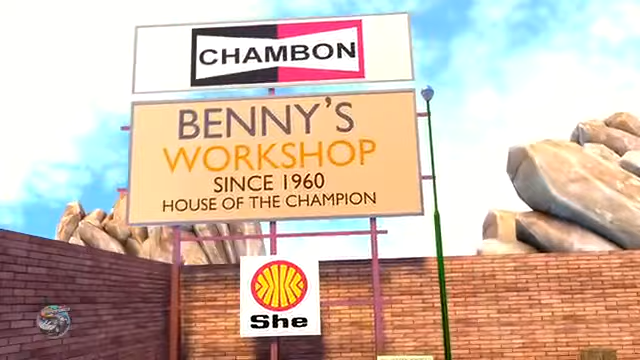 CHAMBON
BENNY'S
WORKSHOP
SINCE 1960
HOUSE OF THE CHAMPION
She